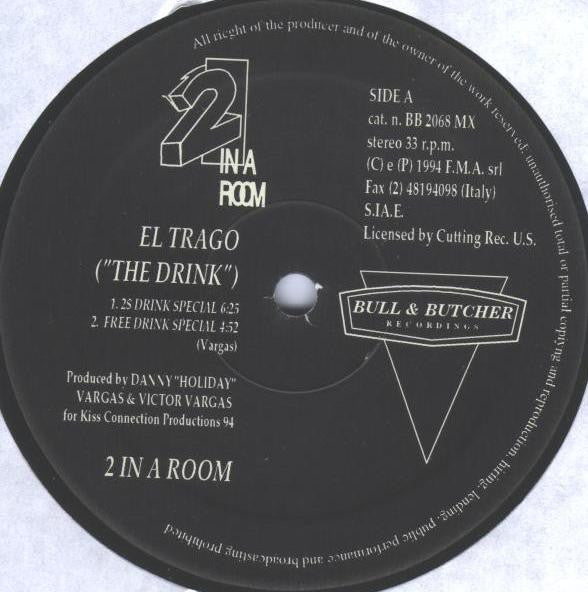 All ricght of the producer and of the owner of the work reserved; unauthorised total or partial copiyng and reproduction, hiring, lending, public performance and broadcasting prohibited
2
IN A
ROOM
SIDE A
cat. n. BB 2068 MX
stereo 33 r.p.m.
(C) e (P) 1994 F.M.A. srl
Fax (2) 48194098 (Italy)
S.I.A.E.
Licensed by Cutting Rec. U.S.
EL TRAGO
("THE DRINK")
1. 2S DRINK SPECIAL 6:25
2. FREE DRINK SPECIAL 4:52
(Vargas)
BULL & BUTCHER
RECORDINGS
Produced by DANNY "HOLIDAY"
VARGAS & VICTOR VARGAS
for Kiss Connection Productions 94
2 IN A ROOM